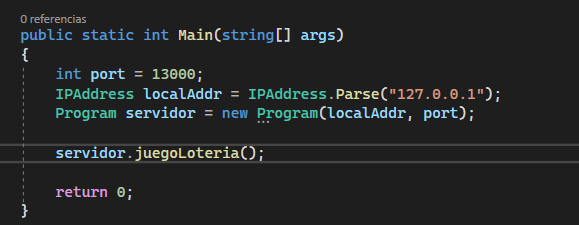 0 referencias
public static int Main(string[] args)
{
int port = 13000;
IPAddress localAddr = IPAddress.Parse("127.0.0.1");
Program servidor = new Program(localAddr, port);
servidor.juegoLoteria();
return 0;
}